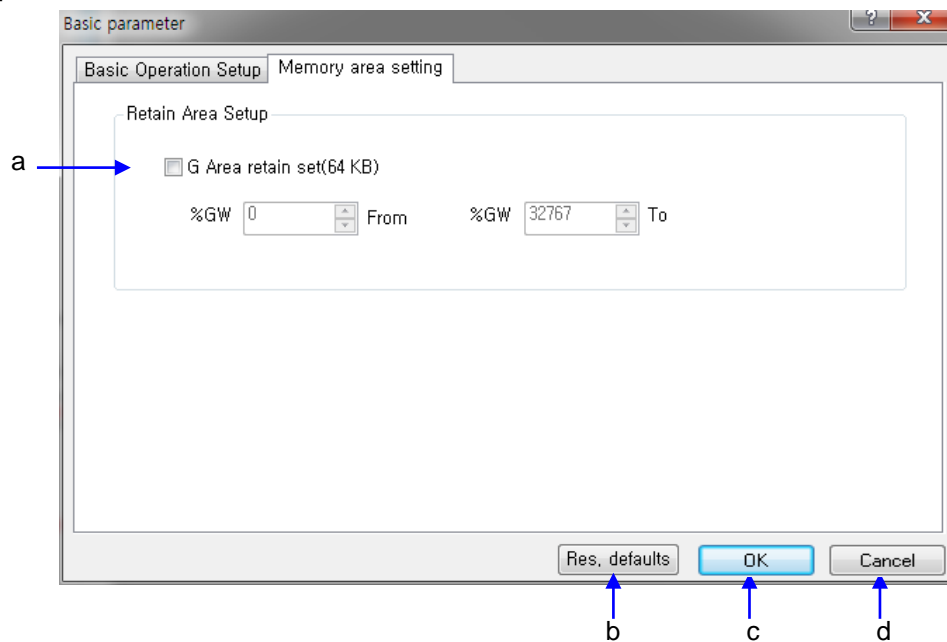 Basic parameter
?
x
Basic Operation Setup
Memory area setting
Retain Area Setup
a
G Area retain set(64 KB)
%GW 0 From %GW 32767 To
Res, defaults OK Cancel
b c d